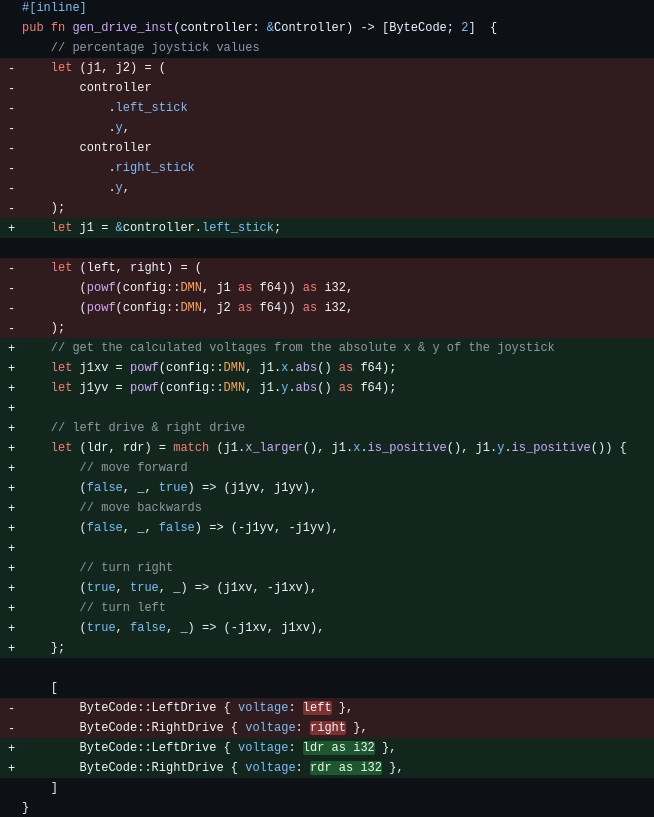 #[inline]
pub fn gen_drive_inst(controller: &Controller) -> [ByteCode; 2]  {
    // percentage joystick values
-     let (j1, j2) = (
-         controller
-             .left_stick
-             .y,
-         controller
-             .right_stick
-             .y,
-     );
+     let j1 = &controller.left_stick;
-     let (left, right) = (
-         (powf(config::DMN, j1 as f64)) as i32,
-         (powf(config::DMN, j2 as f64)) as i32,
-     );
+     // get the calculated voltages from the absolute x & y of the joystick
+     let j1xv = powf(config::DMN, j1.x.abs() as f64);
+     let j1yv = powf(config::DMN, j1.y.abs() as f64);
+
+     // left drive & right drive
+     let (ldr, rdr) = match (j1.x_larger(), j1.x.is_positive(), j1.y.is_positive()) {
+         // move forward
+         (false, _, true) => (j1yv, j1yv),
+         // move backwards
+         (false, _, false) => (-j1yv, -j1yv),
+
+         // turn right
+         (true, true, _) => (j1xv, -j1xv),
+         // turn left
+         (true, false, _) => (-j1xv, j1xv),
+     };
    [
-         ByteCode::LeftDrive { voltage: left },
-         ByteCode::RightDrive { voltage: right },
+         ByteCode::LeftDrive { voltage: ldr as i32 },
+         ByteCode::RightDrive { voltage: rdr as i32 },
    ]
}